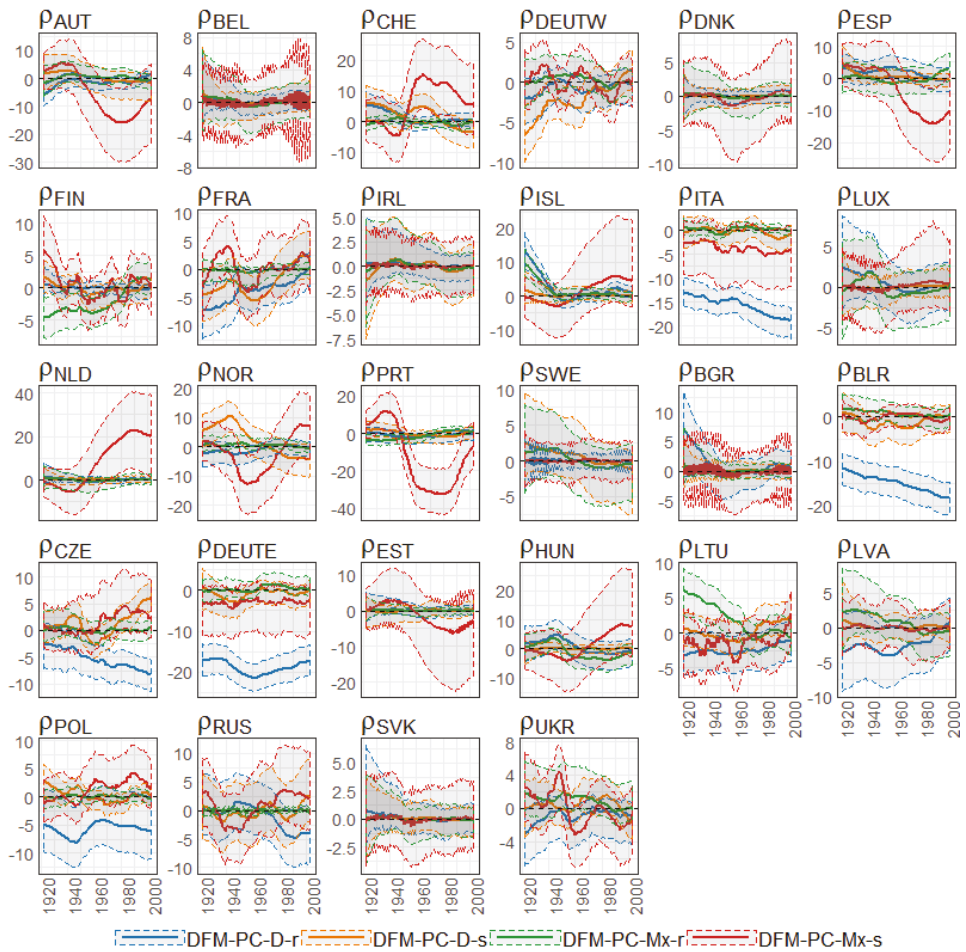 ρAUT ρBEL ρCHE ρDEUTW ρDNK ρESP
10 0 -10 -20 -30
8 4 0 -4 -8
20 10 0 -10
5 0 -5 -10
5 0 -5 -10
10 0 -10 -20
ρFIN ρFRA ρIRL ρISL ρITA ρLUX
10 5 0 -5
10 5 0 -5 -10
5.0 2.5 0.0 -2.5 -5.0 -7.5
20 10 0 -10
0 -5 -10 -15 -20
5 0 -5
ρNLD ρNOR ρPRT ρSWE ρBGR ρBLR
40 20 0
20 10 0 -10 -20
20 0 -20 -40
10 5 0 -5
10 5 0 -5
0 -10 -20
ρCZE ρDEUTE ρEST ρHUN ρLTU ρLVA
10 5 0 -5 -10
0 -10 -20
10 0 -10 -20
20 10 0 -10
10 5 0 -5
5 0 -5 -10
1920 1940 1960 1980 2000
1920 1940 1960 1980 2000
ρPOL ρRUS ρSVK ρUKR
10 5 0 -5 -10
10 5 0 -5 -10
5.0 2.5 0.0 -2.5
8 4 0 -4
1920 1940 1960 1980 2000
1920 1940 1960 1980 2000
1920 1940 1960 1980 2000
1920 1940 1960 1980 2000
DFM-PC-D-r DFM-PC-D-s DFM-PC-Mx-r DFM-PC-Mx-s